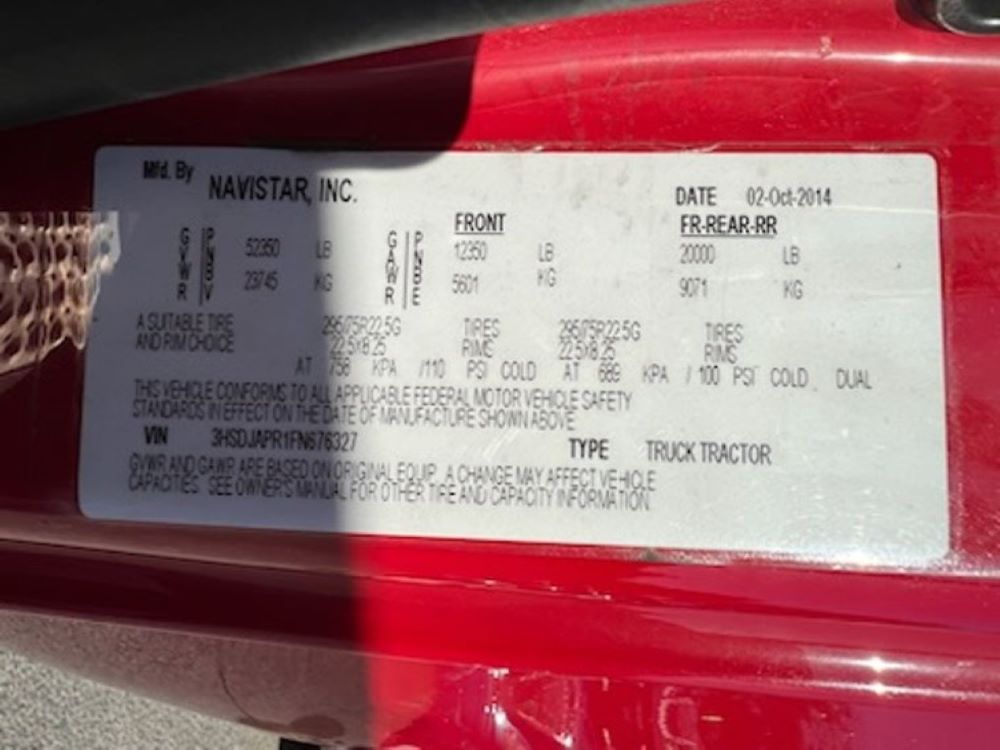 Mfd. By NAVISTAR, INC. DATE 02-Oct-2014
FRONT FR-REAR-RR
GVWR PNBV 52350 LB GAWR PNBE 12350 LB 20000 LB
23745 KG 5601 KG 9071 KG
A SUITABLE TIRE 295/75R22.5G TIRES 295/75R22.5G TIRES
AND RIM CHOICE 22.5X8.25 RIMS 22.5X8.25 RIMS
AT 758 KPA /110 PSI COLD AT 689 KPA / 100 PSI COLD DUAL
THIS VEHICLE CONFORMS TO ALL APPLICABLE FEDERAL MOTOR VEHICLE SAFETY
STANDARDS IN EFFECT ON THE DATE OF MANUFACTURE SHOWN ABOVE
VIN 3HSDJAPR1FN676327 TYPE TRUCK TRACTOR
GVWR AND GAWR ARE BASED ON ORIGINAL EQUIP. A CHANGE MAY AFFECT VEHICLE
CAPACITIES. SEE OWNER'S MANUAL FOR OTHER TIRE AND CAPACITY INFORMATION.